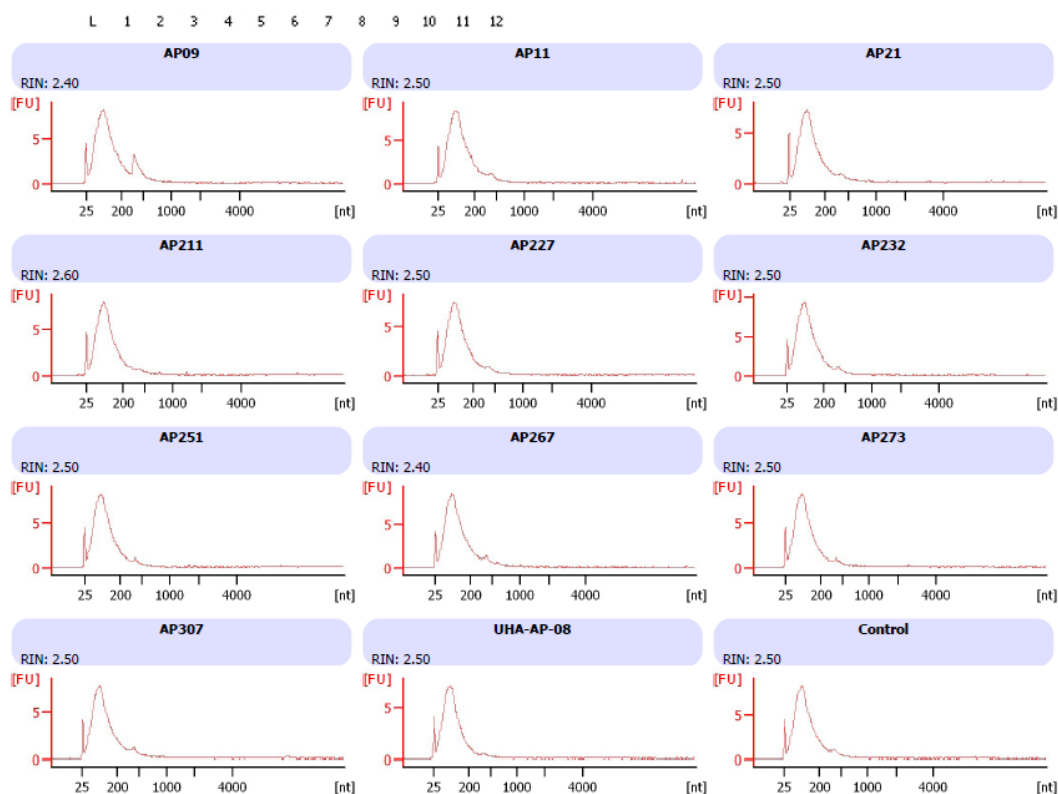 L 1 2 3 4 5 6 7 8 9 10 11 12
AP09 AP11 AP21
RIN: 2.40 RIN: 2.50 RIN: 2.50
[FU] [FU] [FU]
5 5 5
0 0 0
25 200 1000 4000 [nt] 25 200 1000 4000 [nt] 25 200 1000 4000 [nt]
AP211 AP227 AP232
RIN: 2.60 RIN: 2.50 RIN: 2.50
[FU] [FU] [FU]
5 5 5
0 0 0
25 200 1000 4000 [nt] 25 200 1000 4000 [nt] 25 200 1000 4000 [nt]
AP251 AP267 AP273
RIN: 2.50 RIN: 2.40 RIN: 2.50
[FU] [FU] [FU]
5 5 5
0 0 0
25 200 1000 4000 [nt] 25 200 1000 4000 [nt] 25 200 1000 4000 [nt]
AP307 UHA-AP-08 Control
RIN: 2.50 RIN: 2.50 RIN: 2.50
[FU] [FU] [FU]
5 5 5
0 0 0
25 200 1000 4000 [nt] 25 200 1000 4000 [nt] 25 200 1000 4000 [nt]